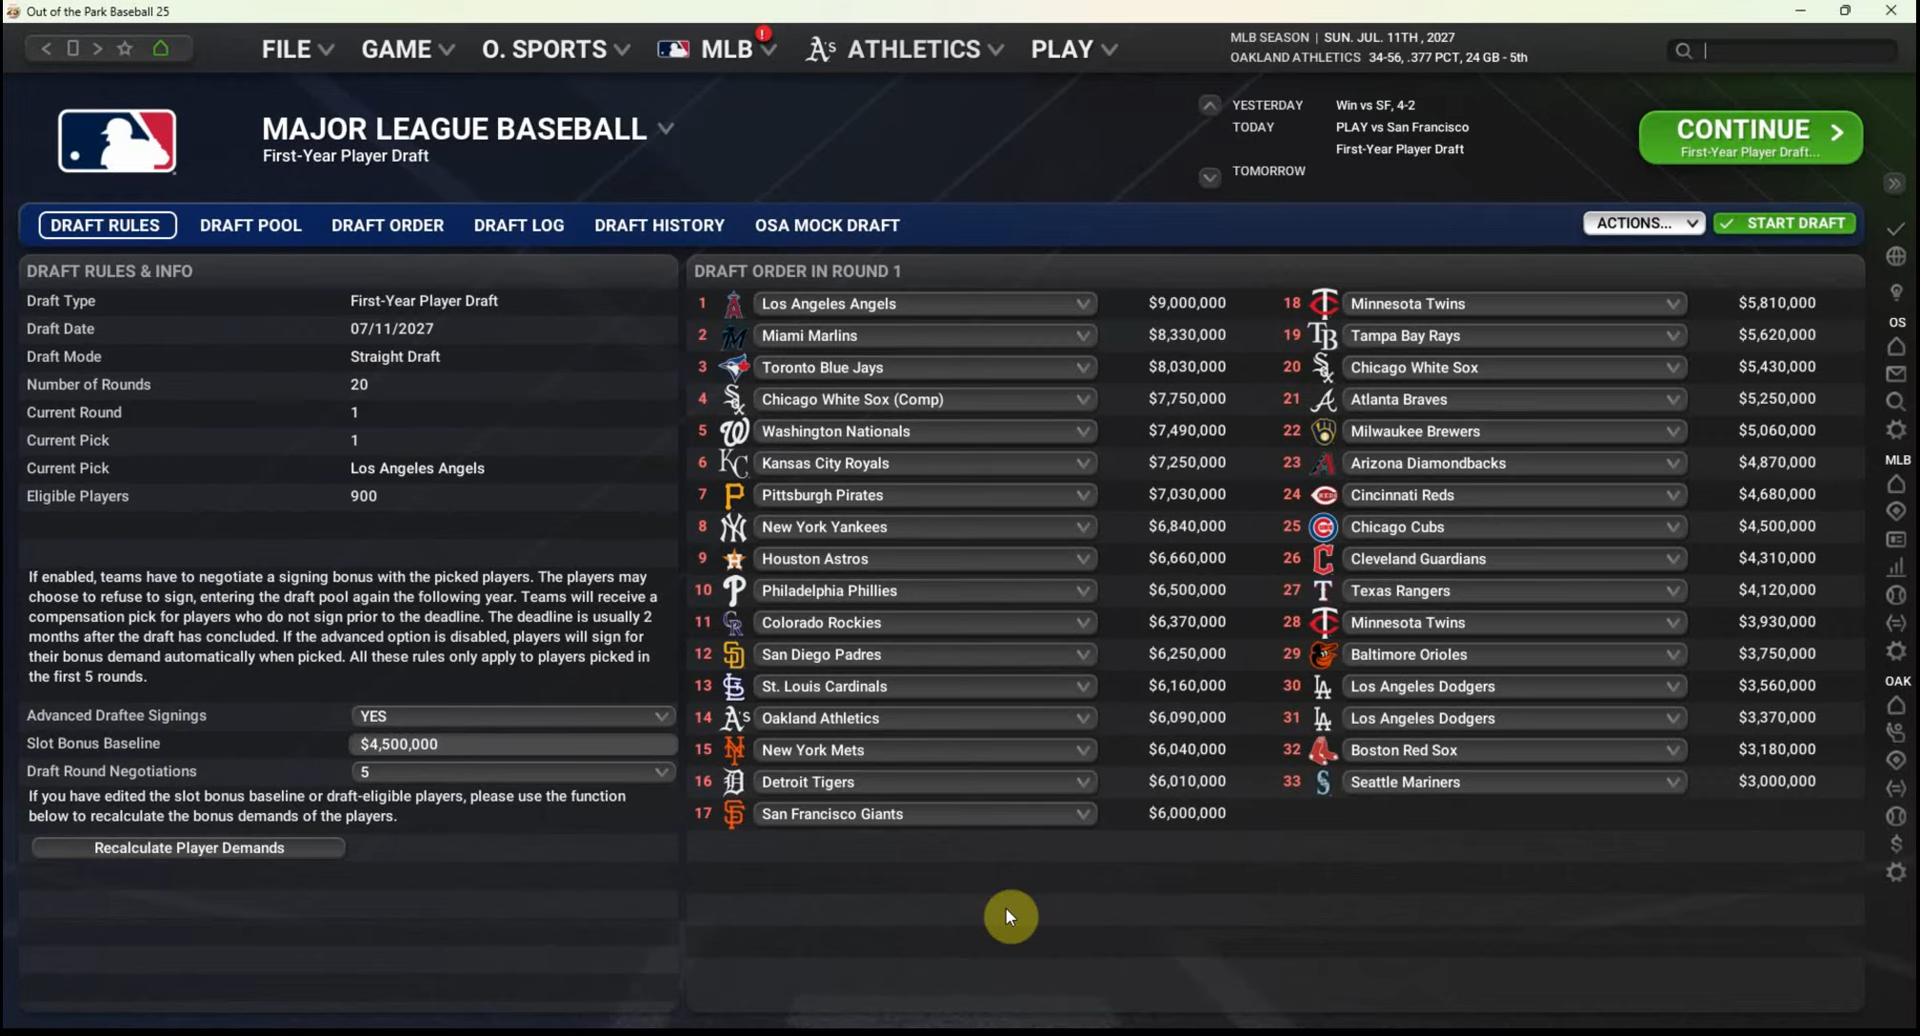 Out of the Park Baseball 25
FILE
GAME
O. SPORTS
MLB
!
A's ATHLETICS
PLAY
MLB SEASON | SUN. JUL. 11TH , 2027
OAKLAND ATHLETICS 34-56, .377 PCT, 24 GB - 5th
MAJOR LEAGUE BASEBALL
First-Year Player Draft
YESTERDAY Win vs SF, 4-2
TODAY PLAY vs San Francisco
First-Year Player Draft
TOMORROW
CONTINUE
First-Year Player Draft...
DRAFT RULES
DRAFT POOL
DRAFT ORDER
DRAFT LOG
DRAFT HISTORY
OSA MOCK DRAFT
ACTIONS...
START DRAFT
DRAFT RULES & INFO
Draft Type First-Year Player Draft
Draft Date 07/11/2027
Draft Mode Straight Draft
Number of Rounds 20
Current Round 1
Current Pick 1
Current Pick Los Angeles Angels
Eligible Players 900
If enabled, teams have to negotiate a signing bonus with the picked players. The players may
choose to refuse to sign, entering the draft pool again the following year. Teams will receive a
compensation pick for players who do not sign prior to the deadline. The deadline is usually 2
months after the draft has concluded. If the advanced option is disabled, players will sign for
their bonus demand automatically when picked. All these rules only apply to players picked in
the first 5 rounds.
Advanced Draftee Signings YES
Slot Bonus Baseline $4,500,000
Draft Round Negotiations 5
If you have edited the slot bonus baseline or draft-eligible players, please use the function
below to recalculate the bonus demands of the players.
Recalculate Player Demands
DRAFT ORDER IN ROUND 1
1 Los Angeles Angels $9,000,000
2 Miami Marlins $8,330,000
3 Toronto Blue Jays $8,030,000
4 Chicago White Sox (Comp) $7,750,000
5 Washington Nationals $7,490,000
6 Kansas City Royals $7,250,000
7 Pittsburgh Pirates $7,030,000
8 New York Yankees $6,840,000
9 Houston Astros $6,660,000
10 Philadelphia Phillies $6,500,000
11 Colorado Rockies $6,370,000
12 San Diego Padres $6,250,000
13 St. Louis Cardinals $6,160,000
14 Oakland Athletics $6,090,000
15 New York Mets $6,040,000
16 Detroit Tigers $6,010,000
17 San Francisco Giants $6,000,000
18 Minnesota Twins $5,810,000
19 Tampa Bay Rays $5,620,000
20 Chicago White Sox $5,430,000
21 Atlanta Braves $5,250,000
22 Milwaukee Brewers $5,060,000
23 Arizona Diamondbacks $4,870,000
24 Cincinnati Reds $4,680,000
25 Chicago Cubs $4,500,000
26 Cleveland Guardians $4,310,000
27 Texas Rangers $4,120,000
28 Minnesota Twins $3,930,000
29 Baltimore Orioles $3,750,000
30 Los Angeles Dodgers $3,560,000
31 Los Angeles Dodgers $3,370,000
32 Boston Red Sox $3,180,000
33 Seattle Mariners $3,000,000
OS
MLB
OAK